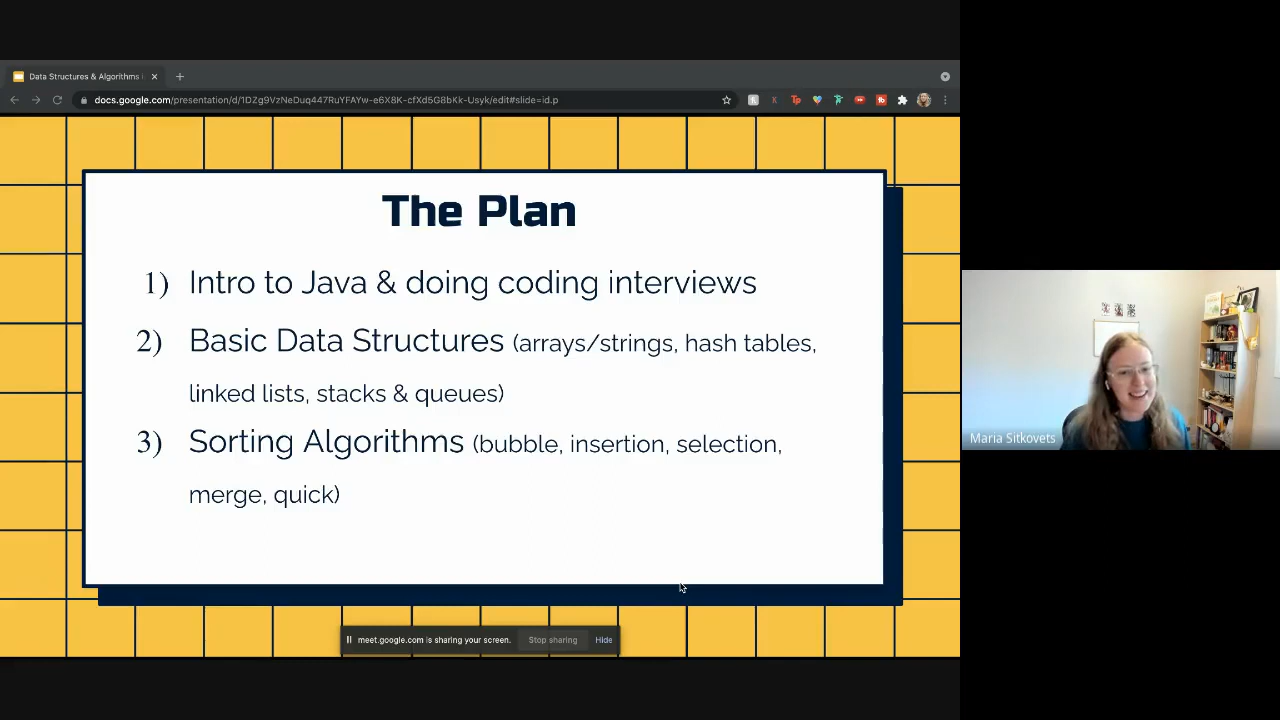 Data Structures & Algorithms i
docs.google.com/presentation/d/1DZg9VzNeDuq447RuYFAYw-e6X8K-cfXd5G8bKk-Usyk/edit#slide=id.p
The Plan
1) Intro to Java & doing coding interviews
2) Basic Data Structures (arrays/strings, hash tables,
linked lists, stacks & queues)
3) Sorting Algorithms (bubble, insertion, selection,
merge, quick)
Maria Sitkovets
meet.google.com is sharing your screen. Stop sharing Hide